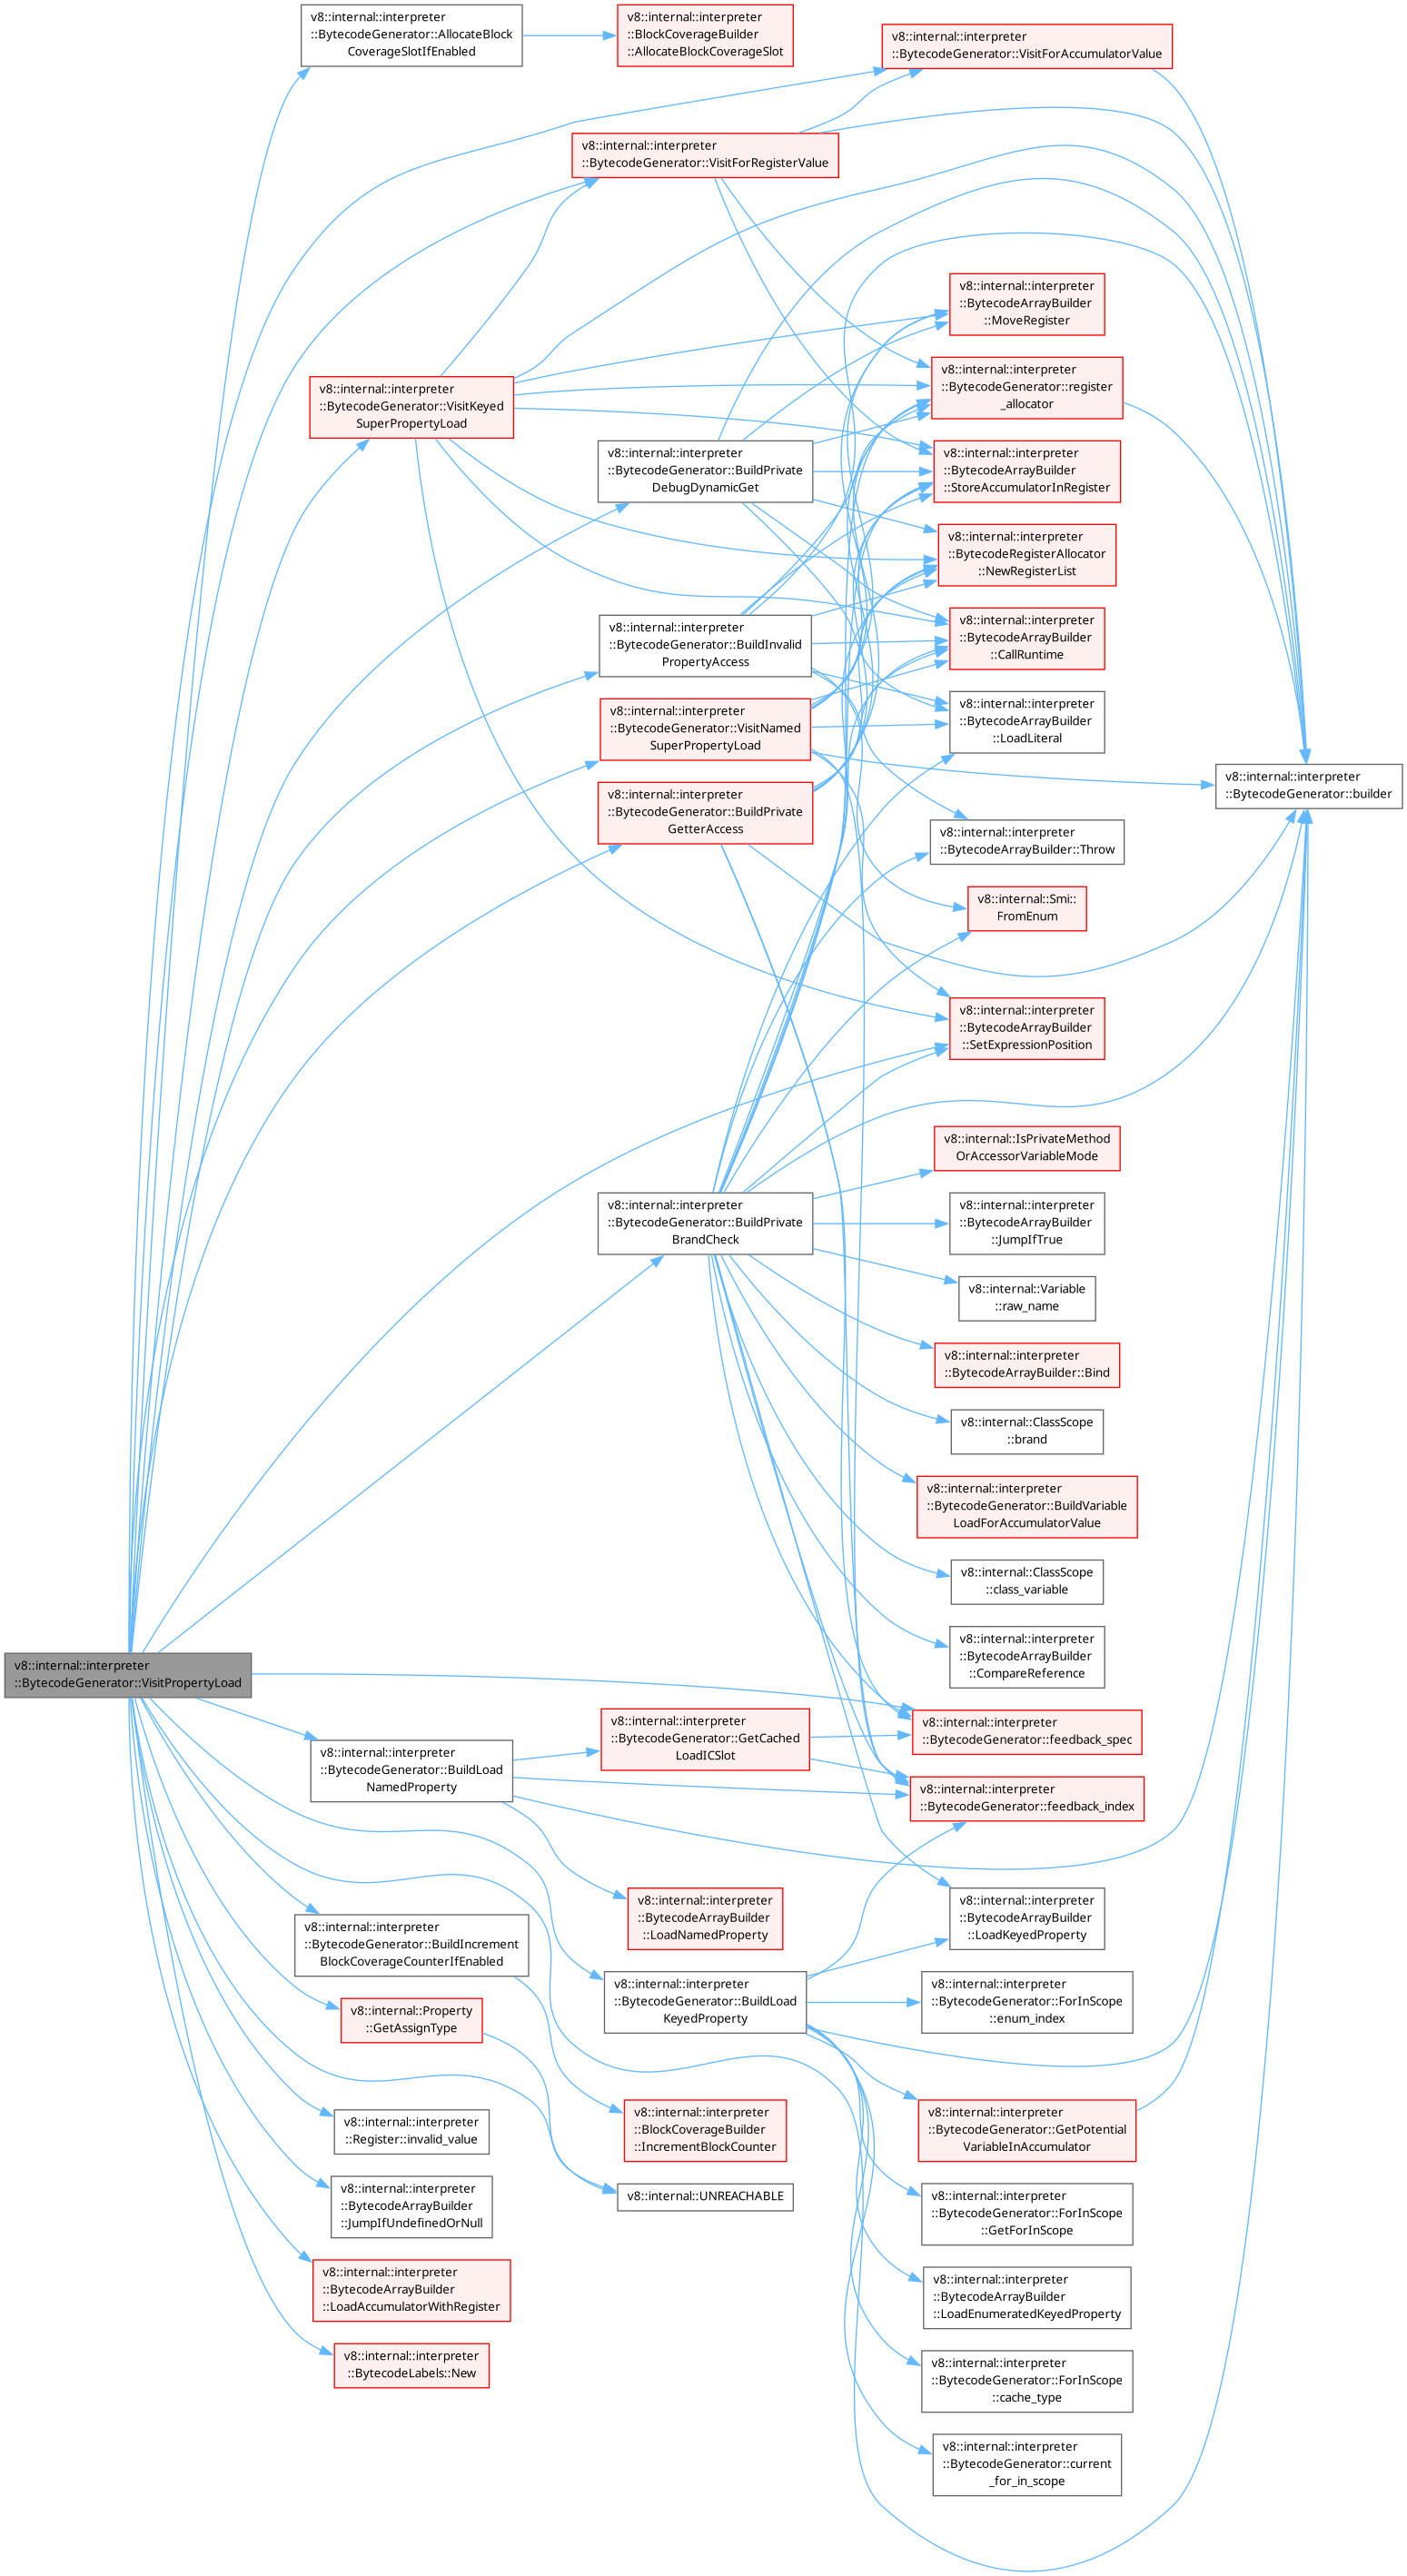 v8::internal::interpreter
::BytecodeGenerator::AllocateBlock
CoverageSlotIfEnabled
v8::internal::interpreter
::BlockCoverageBuilder
::AllocateBlockCoverageSlot
v8::internal::interpreter
::BytecodeGenerator::VisitForAccumulatorValue
v8::internal::interpreter
::BytecodeGenerator::VisitForRegisterValue
v8::internal::interpreter
::BytecodeArrayBuilder
::MoveRegister
v8::internal::interpreter
::BytecodeGenerator::VisitKeyed
SuperPropertyLoad
v8::internal::interpreter
::BytecodeGenerator::register
_allocator
v8::internal::interpreter
::BytecodeGenerator::BuildPrivate
DebugDynamicGet
v8::internal::interpreter
::BytecodeArrayBuilder
::StoreAccumulatorInRegister
v8::internal::interpreter
::BytecodeRegisterAllocator
::NewRegisterList
v8::internal::interpreter
::BytecodeGenerator::BuildInvalid
PropertyAccess
v8::internal::interpreter
::BytecodeArrayBuilder
::CallRuntime
v8::internal::interpreter
::BytecodeGenerator::VisitNamed
SuperPropertyLoad
v8::internal::interpreter
::BytecodeArrayBuilder
::LoadLiteral
v8::internal::interpreter
::BytecodeGenerator::builder
v8::internal::interpreter
::BytecodeGenerator::BuildPrivate
GetterAccess
v8::internal::interpreter
::BytecodeArrayBuilder::Throw
v8::internal::Smi::
FromEnum
v8::internal::interpreter
::BytecodeArrayBuilder
::SetExpressionPosition
v8::internal::IsPrivateMethod
OrAccessorVariableMode
v8::internal::interpreter
::BytecodeGenerator::BuildPrivate
BrandCheck
v8::internal::interpreter
::BytecodeArrayBuilder
::JumpIfTrue
v8::internal::Variable
::raw_name
v8::internal::interpreter
::BytecodeArrayBuilder::Bind
v8::internal::ClassScope
::brand
v8::internal::interpreter
::BytecodeGenerator::BuildVariable
LoadForAccumulatorValue
v8::internal::ClassScope
::class_variable
v8::internal::interpreter
::BytecodeArrayBuilder
::CompareReference
v8::internal::interpreter
::BytecodeGenerator::VisitPropertyLoad
v8::internal::interpreter
::BytecodeGenerator::GetCached
LoadICSlot
v8::internal::interpreter
::BytecodeGenerator::feedback_spec
v8::internal::interpreter
::BytecodeGenerator::BuildLoad
NamedProperty
v8::internal::interpreter
::BytecodeGenerator::feedback_index
v8::internal::interpreter
::BytecodeArrayBuilder
::LoadNamedProperty
v8::internal::interpreter
::BytecodeArrayBuilder
::LoadKeyedProperty
v8::internal::interpreter
::BytecodeGenerator::BuildIncrement
BlockCoverageCounterIfEnabled
v8::internal::interpreter
::BytecodeGenerator::BuildLoad
KeyedProperty
v8::internal::interpreter
::BytecodeGenerator::ForInScope
::enum_index
v8::internal::Property
::GetAssignType
v8::internal::interpreter
::Register::invalid_value
v8::internal::interpreter
::BlockCoverageBuilder
::IncrementBlockCounter
v8::internal::interpreter
::BytecodeGenerator::GetPotential
VariableInAccumulator
v8::internal::interpreter
::BytecodeArrayBuilder
::JumpIfUndefinedOrNull
v8::internal::UNREACHABLE
v8::internal::interpreter
::BytecodeGenerator::ForInScope
::GetForInScope
v8::internal::interpreter
::BytecodeArrayBuilder
::LoadAccumulatorWithRegister
v8::internal::interpreter
::BytecodeArrayBuilder
::LoadEnumeratedKeyedProperty
v8::internal::interpreter
::BytecodeLabels::New
v8::internal::interpreter
::BytecodeGenerator::ForInScope
::cache_type
v8::internal::interpreter
::BytecodeGenerator::current
_for_in_scope